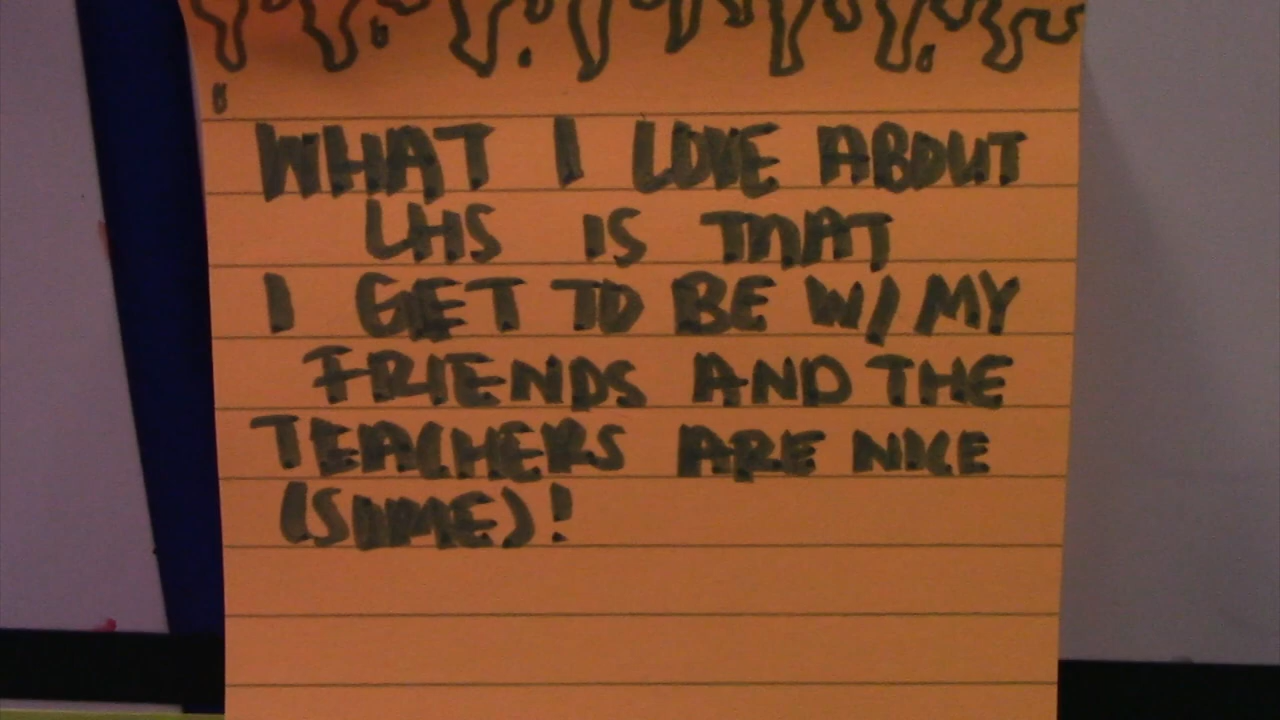 WHAT I LOVE ABOUT
LHS IS THAT
I GET TO BE W/ MY
FRIENDS AND THE
TEACHERS ARE NICE
(SOME)!